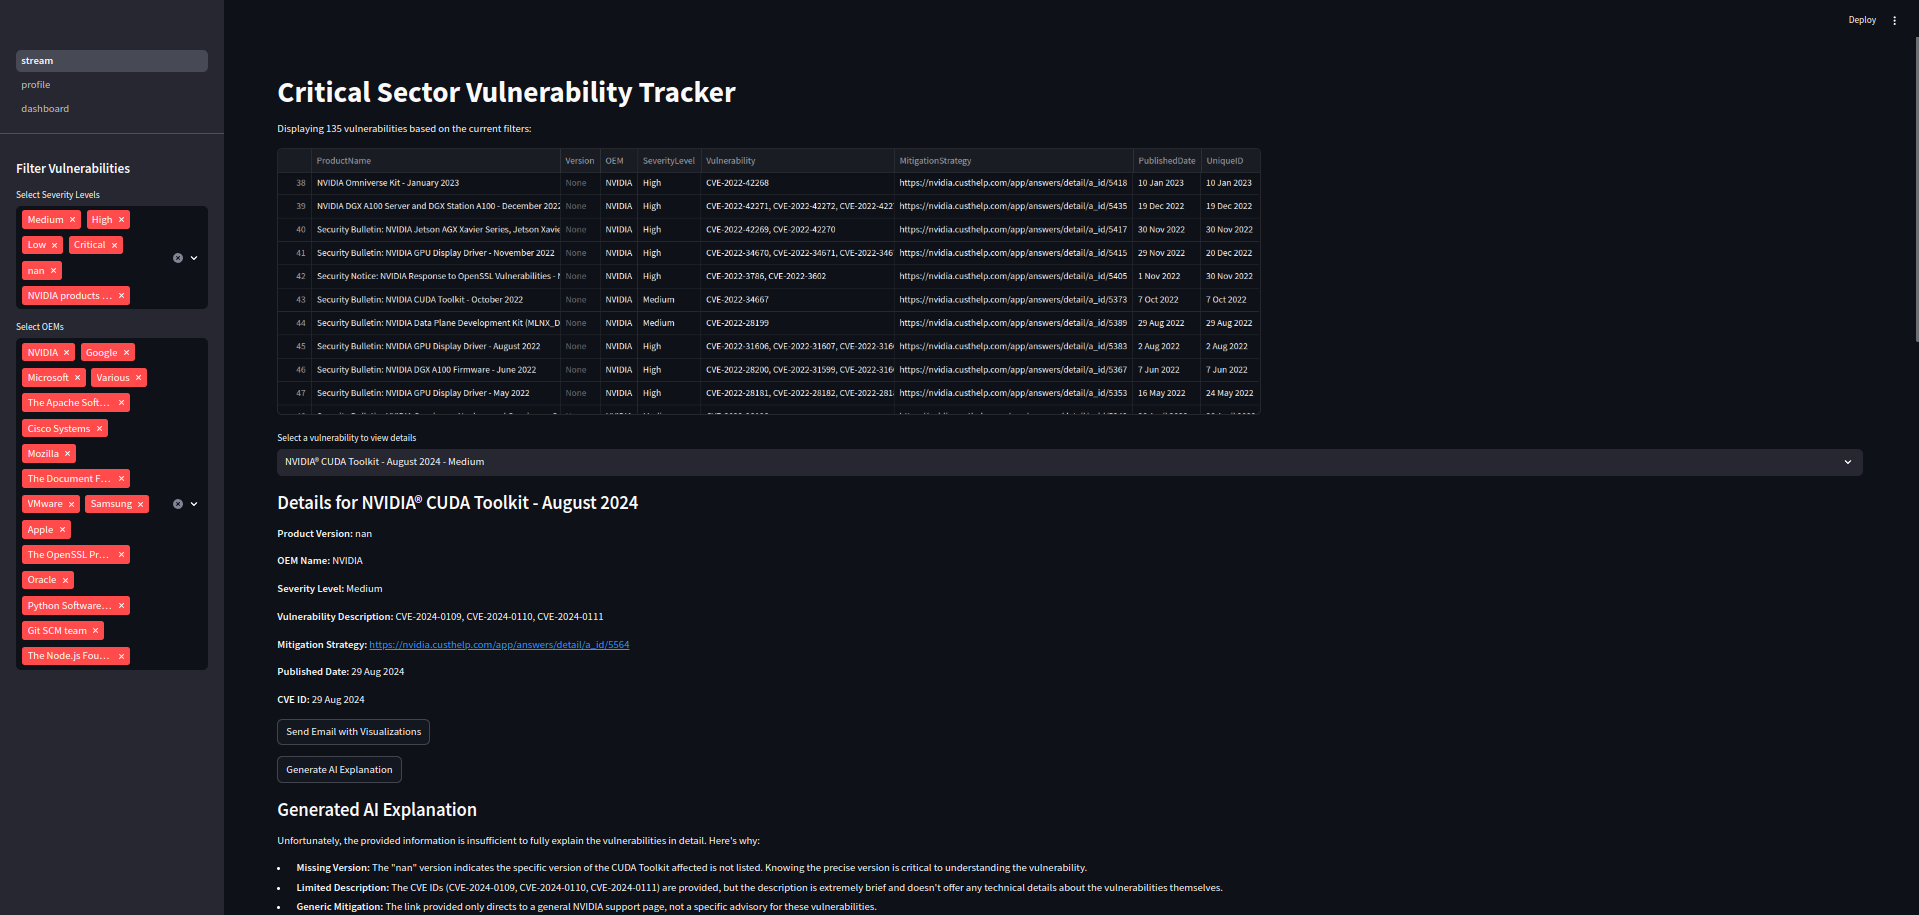 Deploy
stream
profile
dashboard
Filter Vulnerabilities
Select Severity Levels
Medium High
Low Critical
nan
NVIDIA products ...
Select OEMs
NVIDIA Google
Microsoft Various
The Apache Soft...
Cisco Systems
Mozilla
The Document F...
VMware Samsung
Apple
The OpenSSL Pr...
Oracle
Python Software...
Git SCM team
The Node.js Fou...
Critical Sector Vulnerability Tracker
Displaying 135 vulnerabilities based on the current filters:
ProductName Version OEM SeverityLevel Vulnerability MitigationStrategy PublishedDate UniqueID
38 NVIDIA Omniverse Kit - January 2023 None NVIDIA High CVE-2022-42268 https://nvidia.custhelp.com/app/answers/detail/a_id/5418 10 Jan 2023 10 Jan 2023
39 NVIDIA DGX A100 Server and DGX Station A100 - December 2022 None NVIDIA High CVE-2022-42271, CVE-2022-42272, CVE-2022-422 https://nvidia.custhelp.com/app/answers/detail/a_id/5435 19 Dec 2022 19 Dec 2022
40 Security Bulletin: NVIDIA Jetson AGX Xavier Series, Jetson Xavie None NVIDIA High CVE-2022-42269, CVE-2022-42270 https://nvidia.custhelp.com/app/answers/detail/a_id/5417 30 Nov 2022 30 Nov 2022
41 Security Bulletin: NVIDIA GPU Display Driver - November 2022 None NVIDIA High CVE-2022-34670, CVE-2022-34671, CVE-2022-346 https://nvidia.custhelp.com/app/answers/detail/a_id/5415 29 Nov 2022 20 Dec 2022
42 Security Notice: NVIDIA Response to OpenSSL Vulnerabilities - None NVIDIA High CVE-2022-3786, CVE-2022-3602 https://nvidia.custhelp.com/app/answers/detail/a_id/5405 1 Nov 2022 30 Nov 2022
43 Security Bulletin: NVIDIA CUDA Toolkit - October 2022 None NVIDIA Medium CVE-2022-34667 https://nvidia.custhelp.com/app/answers/detail/a_id/5373 7 Oct 2022 7 Oct 2022
44 Security Bulletin: NVIDIA Data Plane Development Kit (MLNX_D None NVIDIA Medium CVE-2022-28199 https://nvidia.custhelp.com/app/answers/detail/a_id/5389 29 Aug 2022 29 Aug 2022
45 Security Bulletin: NVIDIA GPU Display Driver - August 2022 None NVIDIA High CVE-2022-31606, CVE-2022-31607, CVE-2022-316 https://nvidia.custhelp.com/app/answers/detail/a_id/5383 2 Aug 2022 2 Aug 2022
46 Security Bulletin: NVIDIA DGX A100 Firmware - June 2022 None NVIDIA High CVE-2022-28200, CVE-2022-31599, CVE-2022-316 https://nvidia.custhelp.com/app/answers/detail/a_id/5367 7 Jun 2022 7 Jun 2022
47 Security Bulletin: NVIDIA GPU Display Driver - May 2022 None NVIDIA High CVE-2022-28181, CVE-2022-28182, CVE-2022-281 https://nvidia.custhelp.com/app/answers/detail/a_id/5353 16 May 2022 24 May 2022
Select a vulnerability to view details
NVIDIA® CUDA Toolkit - August 2024 - Medium
Details for NVIDIA® CUDA Toolkit - August 2024
Product Version: nan
OEM Name: NVIDIA
Severity Level: Medium
Vulnerability Description: CVE-2024-0109, CVE-2024-0110, CVE-2024-0111
Mitigation Strategy: https://nvidia.custhelp.com/app/answers/detail/a_id/5564
Published Date: 29 Aug 2024
CVE ID: 29 Aug 2024
Send Email with Visualizations
Generate AI Explanation
Generated AI Explanation
Unfortunately, the provided information is insufficient to fully explain the vulnerabilities in detail. Here's why:
• Missing Version: The "nan" version indicates the specific version of the CUDA Toolkit affected is not listed. Knowing the precise version is critical to understanding the vulnerability.
• Limited Description: The CVE IDs (CVE-2024-0109, CVE-2024-0110, CVE-2024-0111) are provided, but the description is extremely brief and doesn't offer any technical details about the vulnerabilities themselves.
• Generic Mitigation: The link provided only directs to a general NVIDIA support page, not a specific advisory for these vulnerabilities.